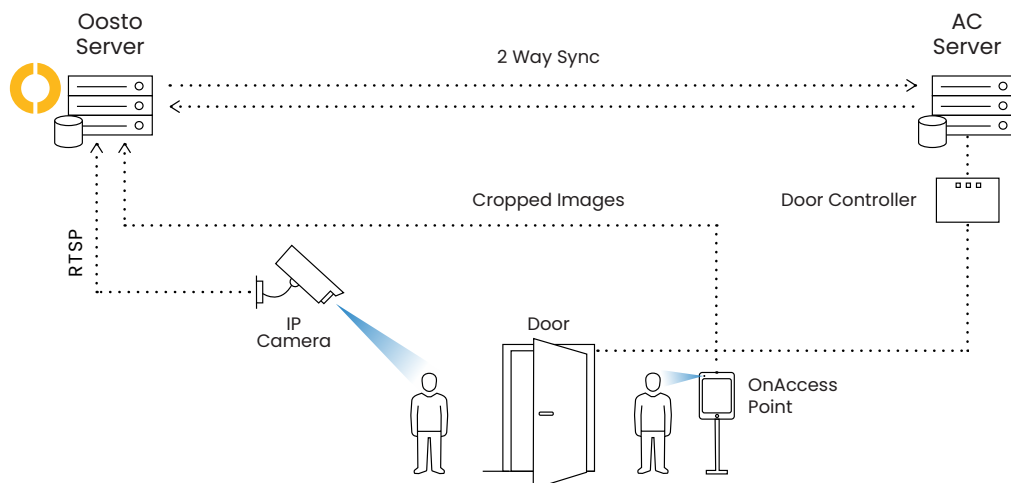 Oosto
Server
AC
Server
2 Way Sync
Cropped Images
Door Controller
RTSP
IP
Camera
Door
OnAccess
Point